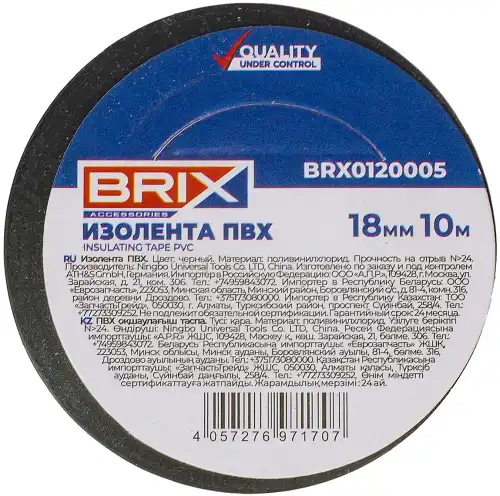 QUALITY
UNDER CONTROL
BRIX
ACCESSORIES
BRX0120005
ИЗОЛЕНТА ПВХ
18мм 10м
INSULATING TAPE PVC
RU Изолента ПВХ. Цвет: черный. Материал: поливинилхлорид. Прочность на отрыв N>24.
Производитель: Ningbo Universal Tools Co. LTD, China. Изготовлено по заказу и под контролем
ATH&S GmbH, Германия. Импортер в Российскую Федерацию: ООО «А.П.Р.», 109428, г. Москва, ул.
Зарайская, д. 21, ком. 306. Тел.: +74959843072. Импортер в Республику Беларусь: ООО
«Еврозапчасть», 223053, Минская область, Минский район, Боровлянский с/с, д. 81-4, комн. 316,
район деревни Дроздово. Тел.: +375173080000. Импортер в Республику Казахстан: ТОО
«ЗапчастьТрейд», 050030, г. Алматы, Турксибский район, проспект Суйінбай, 258/4. Тел.:
+77273309252. Не подлежит обязательной сертификации. Гарантийный срок: 24 месяца.
KZ ПВХ оқшаулағыш таспа. Түсі: қара. Материал: поливинилхлорид. Үзілуге беріктігі
N>24. Өндіруші: Ningbo Universal Tools Co. LTD, China. Ресей Федерациясына
импорттаушы: «А.Р.Э» ЖШС, 109428, Мәскеу к., көш. Зарайская, 21, бөлме. 306. Тел.:
+74959843072. Беларусь Республикасына импорттаушы: «Еврозапчасть» ЖШҚ,
223053, Минск облысы, Минск ауданы, Боровлянский ауылы, 81-4, бөлме. 316,
Дроздово ауылының ауданы. Тел.: +375173080000. Қазақстан Республикасына
импорттаушы: «ЗапчастьТрейд» ЖШС, 050030, Алматы қаласы, Түрксіб
ауданы, Сүйінбай даңғылы, 258/4. Тел.: +77273309252. Өнім міндетті
сертификаттауға жатпайды. Жарамдылық мерзімі: 24 ай.
4 057276 971707